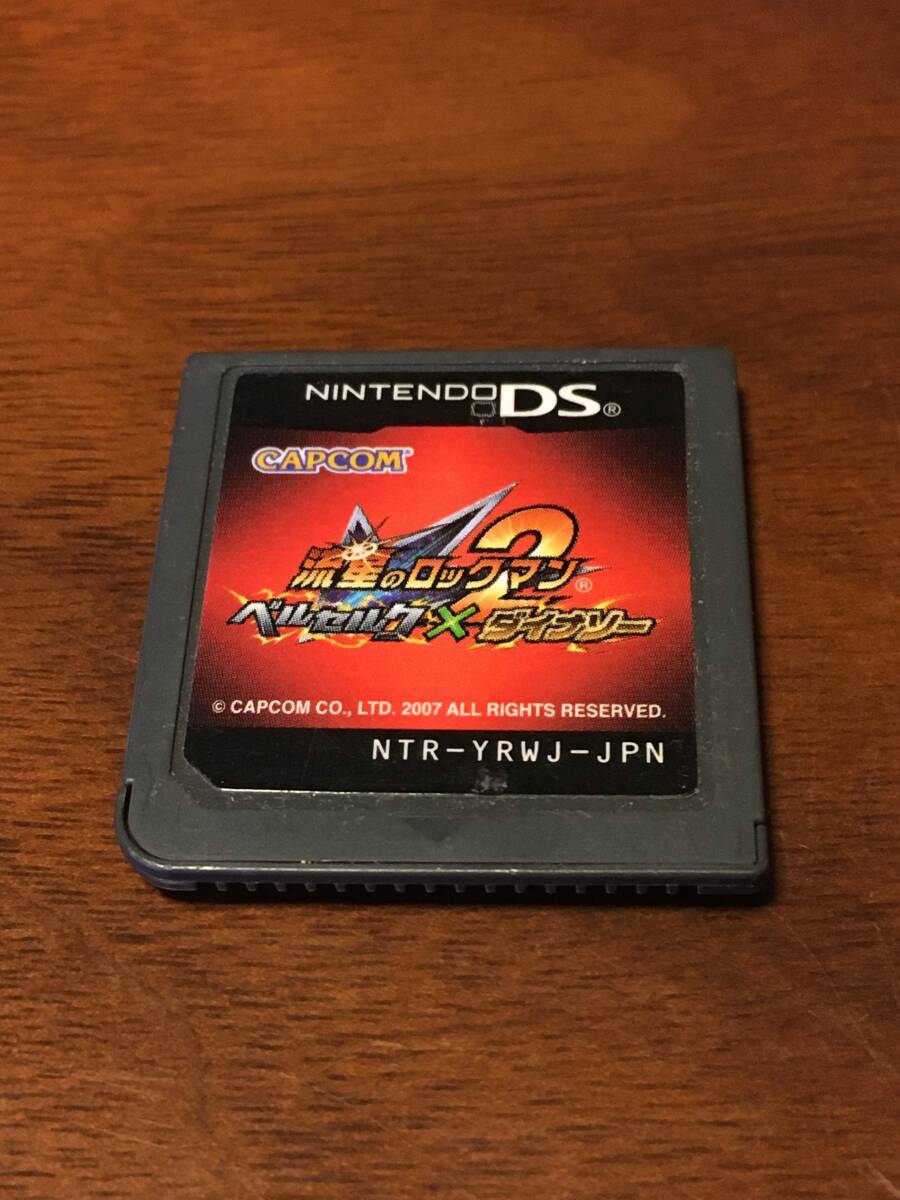 NINTENDO DS®
CAPCOM®
流星のロックマン2®
ベルセルク×ダイナソー
© CAPCOM CO., LTD. 2007 ALL RIGHTS RESERVED.
NTR-YRWJ-JPN